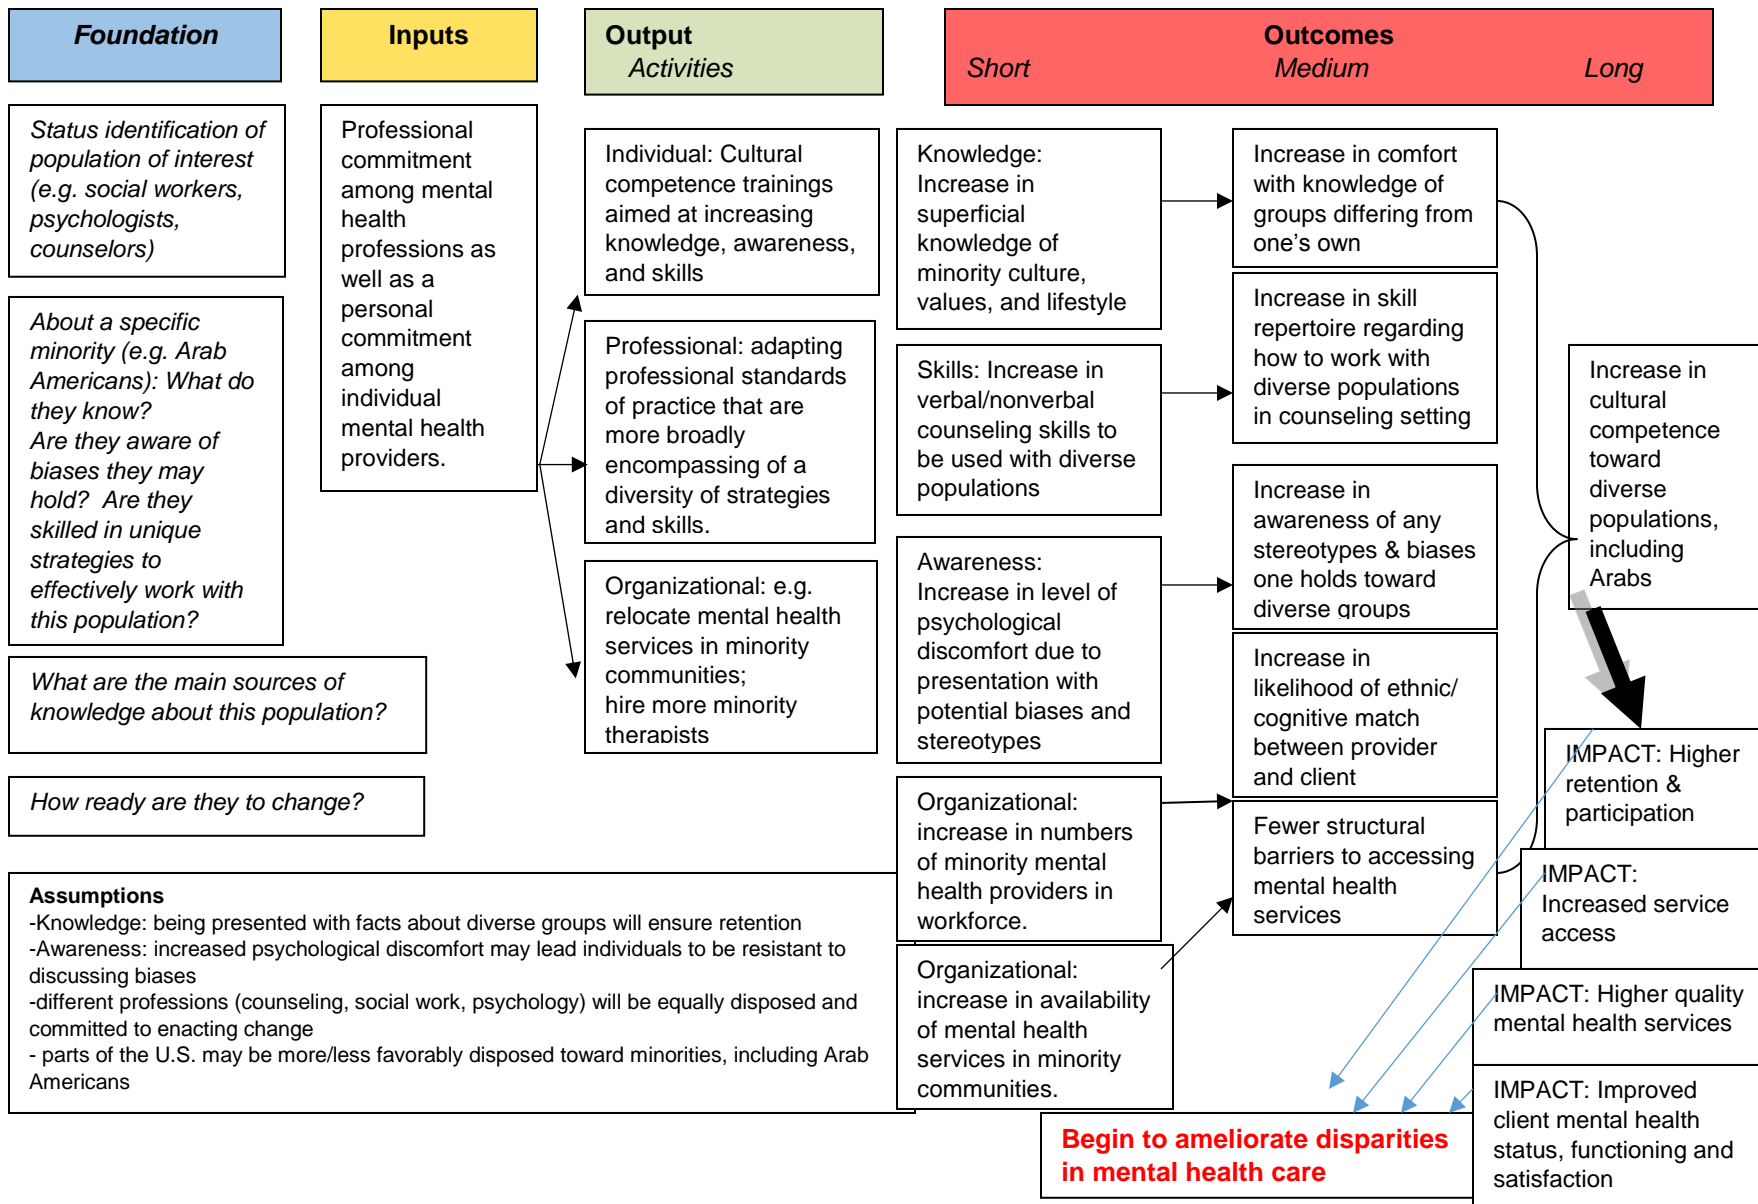 Foundation
Inputs
Output
Activities
Outcomes
Short Medium Long
Status identification of
population of interest
(e.g. social workers,
psychologists,
counselors)
About a specific
minority (e.g. Arab
Americans): What do
they know?
Are they aware of
biases they may
hold? Are they
skilled in unique
strategies to
effectively work with
this population?
What are the main sources of
knowledge about this population?
How ready are they to change?
Assumptions
-Knowledge: being presented with facts about diverse groups will ensure retention
-Awareness: increased psychological discomfort may lead individuals to be resistant to
discussing biases
-different professions (counseling, social work, psychology) will be equally disposed and
committed to enacting change
- parts of the U.S. may be more/less favorably disposed toward minorities, including Arab
Americans
Professional
commitment
among mental
health
professions as
well as a
personal
commitment
among
individual
mental health
providers.
Individual: Cultural
competence trainings
aimed at increasing
knowledge, awareness,
and skills
Professional: adapting
professional standards
of practice that are
more broadly
encompassing of a
diversity of strategies
and skills.
Organizational: e.g.
relocate mental health
services in minority
communities;
hire more minority
therapists
Knowledge:
Increase in
superficial
knowledge of
minority culture,
values, and lifestyle
Skills: Increase in
verbal/nonverbal
counseling skills to
be used with diverse
populations
Awareness:
Increase in level of
psychological
discomfort due to
presentation with
potential biases and
stereotypes
Organizational:
increase in numbers
of minority mental
health providers in
workforce.
Organizational:
increase in availability
of mental health
services in minority
communities.
Increase in comfort
with knowledge of
groups differing from
one's own
Increase in skill
repertoire regarding
how to work with
diverse populations
in counseling setting
Increase in
awareness of any
stereotypes & biases
one holds toward
diverse groups
Increase in
likelihood of ethnic/
cognitive match
between provider
and client
Fewer structural
barriers to accessing
mental health
services
Increase in
cultural
competence
toward
diverse
populations,
including
Arabs
IMPACT: Higher
retention &
participation
IMPACT:
Increased service
access
IMPACT: Higher quality
mental health services
IMPACT: Improved
client mental health
status, functioning and
satisfaction
Begin to ameliorate disparities
in mental health care